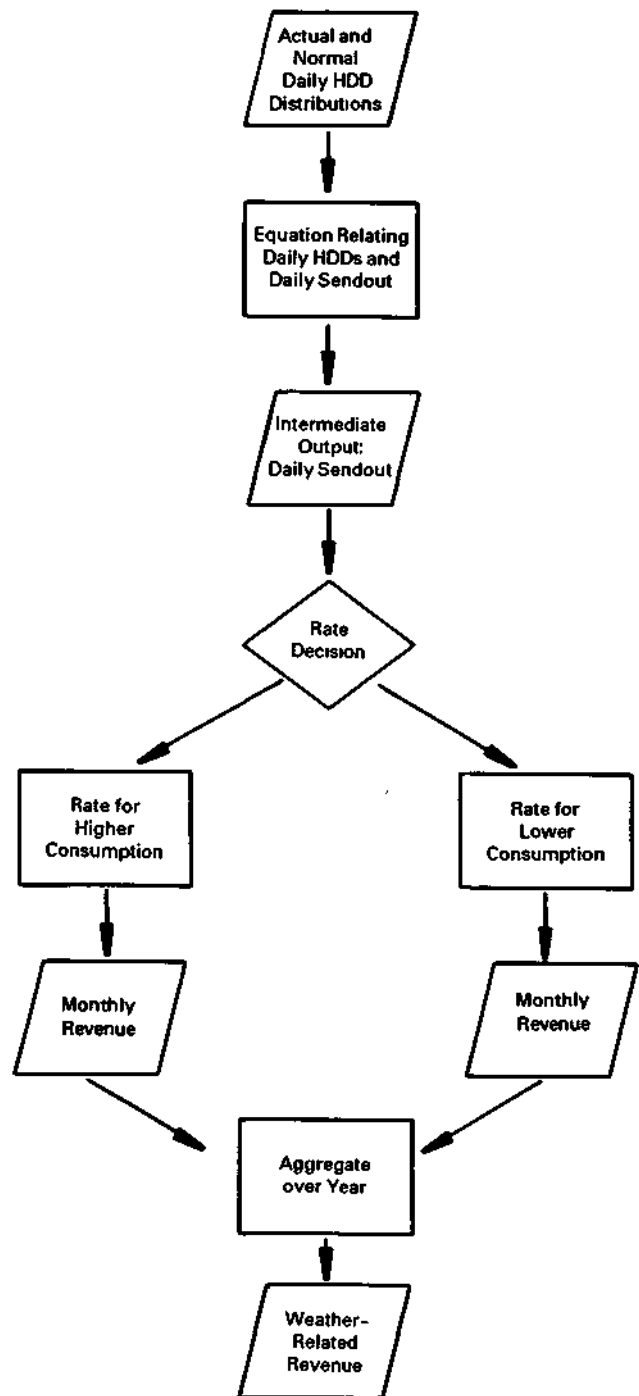 Actual and
Normal
Daily HDD
Distributions
Equation Relating
Daily HDDs and
Daily Sendout
Intermediate
Output:
Daily Sendout
Rate
Decision
Rate for
Higher
Consumption
Rate for
Lower
Consumption
Monthly
Revenue
Monthly
Revenue
Aggregate
over Year
Weather-
Related
Revenue